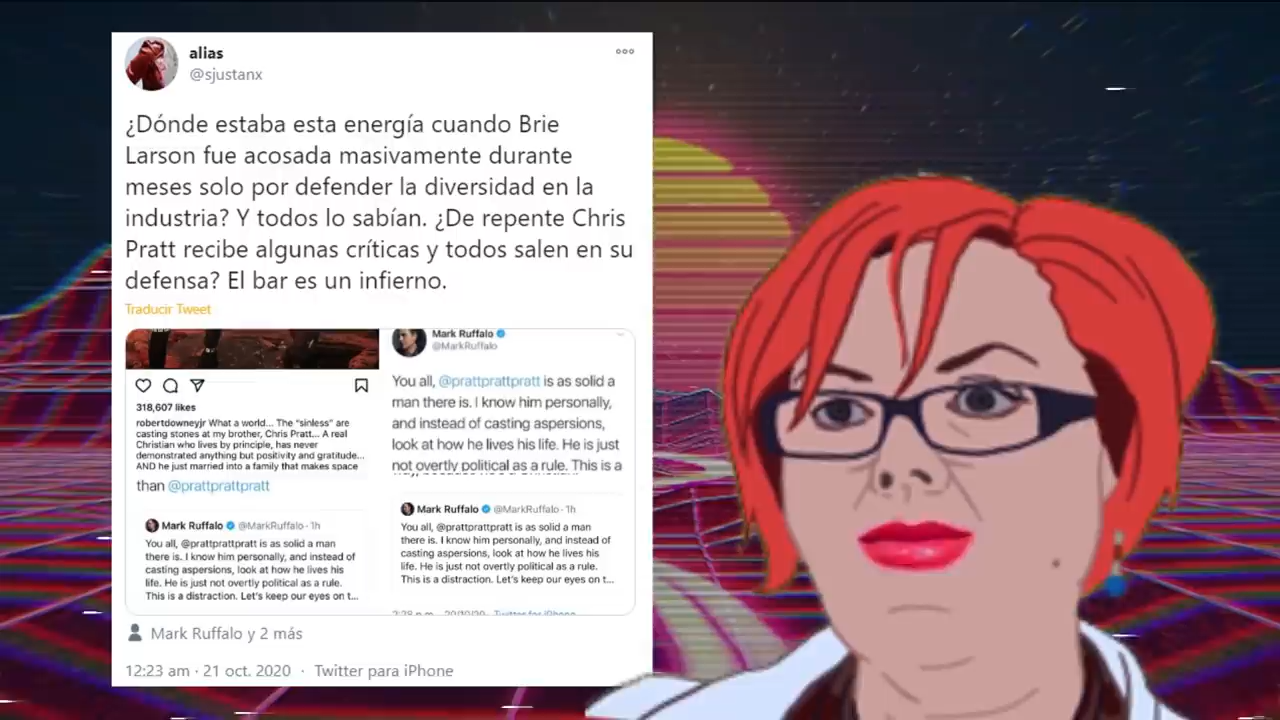 alias
@sjustanx
¿Dónde estaba esta energía cuando Brie
Larson fue acosada masivamente durante
meses solo por defender la diversidad en la
industria? Y todos lo sabían. ¿De repente Chris
Pratt recibe algunas críticas y todos salen en su
defensa? El bar es un infierno.
Traducir Tweet
318,607 likes
robertdowneyjr What a world... The "sinless" are
casting stones at my brother, Chris Pratt... A real
Christian who lives by principle, has never
demonstrated anything but positivity and gratitude...
AND he just married into a family that makes space
than @prattprattpratt
Mark Ruffalo @MarkRuffalo · 1h
You all, @prattprattpratt is as solid a man
there is. I know him personally, and instead of
casting aspersions, look at how he lives his
life. He is just not overtly political as a rule.
This is a distraction. Let's keep our eyes on t...
Mark Ruffalo
@MarkRuffalo
You all, @prattprattpratt is as solid a
man there is. I know him personally,
and instead of casting aspersions,
look at how he lives his life. He is just
not overtly political as a rule. This is a
Mark Ruffalo @MarkRuffalo · 1h
You all, @prattprattpratt is as solid a man
there is. I know him personally, and instead of
casting aspersions, look at how he lives his
life. He is just not overtly political as a rule.
This is a distraction. Let's keep our eyes on t...
Mark Ruffalo y 2 más
12:23 am · 21 oct. 2020 · Twitter para iPhone